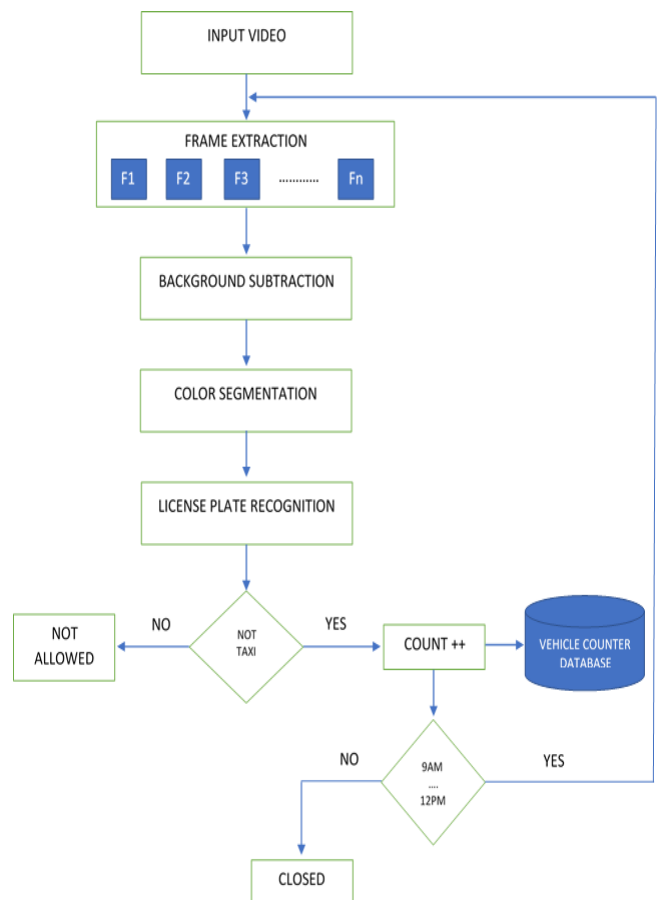 INPUT VIDEO
FRAME EXTRACTION
F1 F2 F3 ............ Fn
BACKGROUND SUBTRACTION
COLOR SEGMENTATION
LICENSE PLATE RECOGNITION
NO
YES
NOT
ALLOWED
NOT
TAXI
COUNT ++
VEHICLE COUNTER
DATABASE
NO
YES
9AM
....
12PM
CLOSED